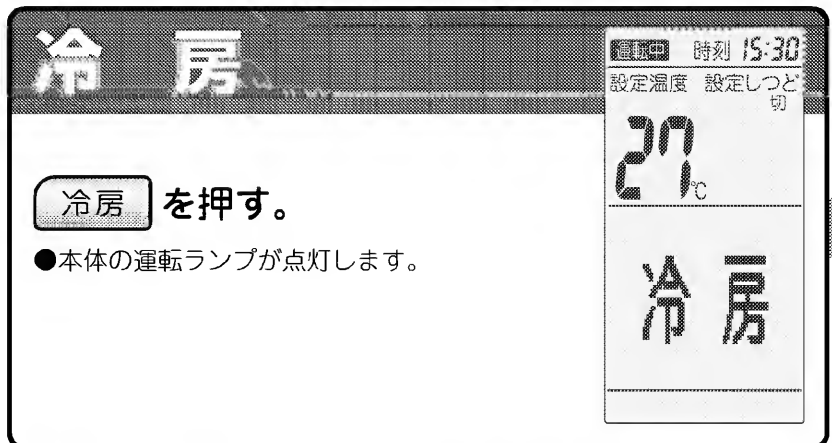 冷房
冷房 を押す。
●本体の運転ランプが点灯します。
運転中 時刻 15:30
設定温度 設定しつど
切
27℃
冷房